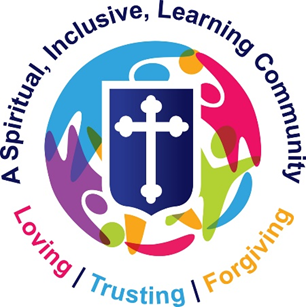 A Spiritual, Inclusive, Learning Community
Loving | Trusting | Forgiving